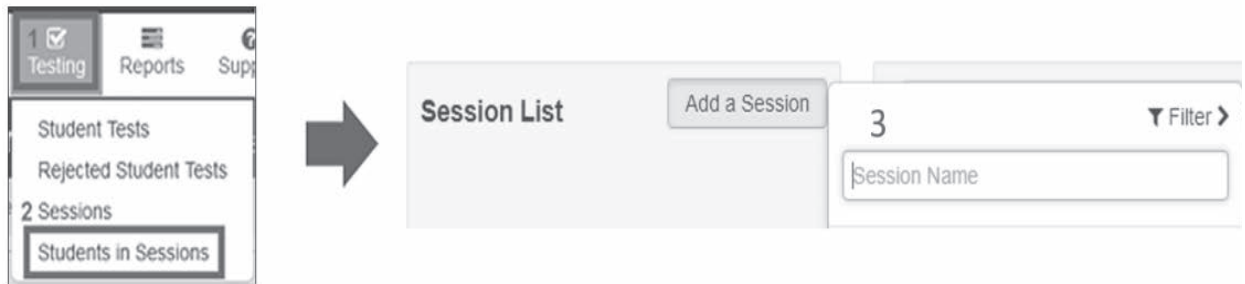 1
Testing Reports Supp
Student Tests
Rejected Student Tests
2 Sessions
Students in Sessions
Session List Add a Session
3 Filter
Session Name